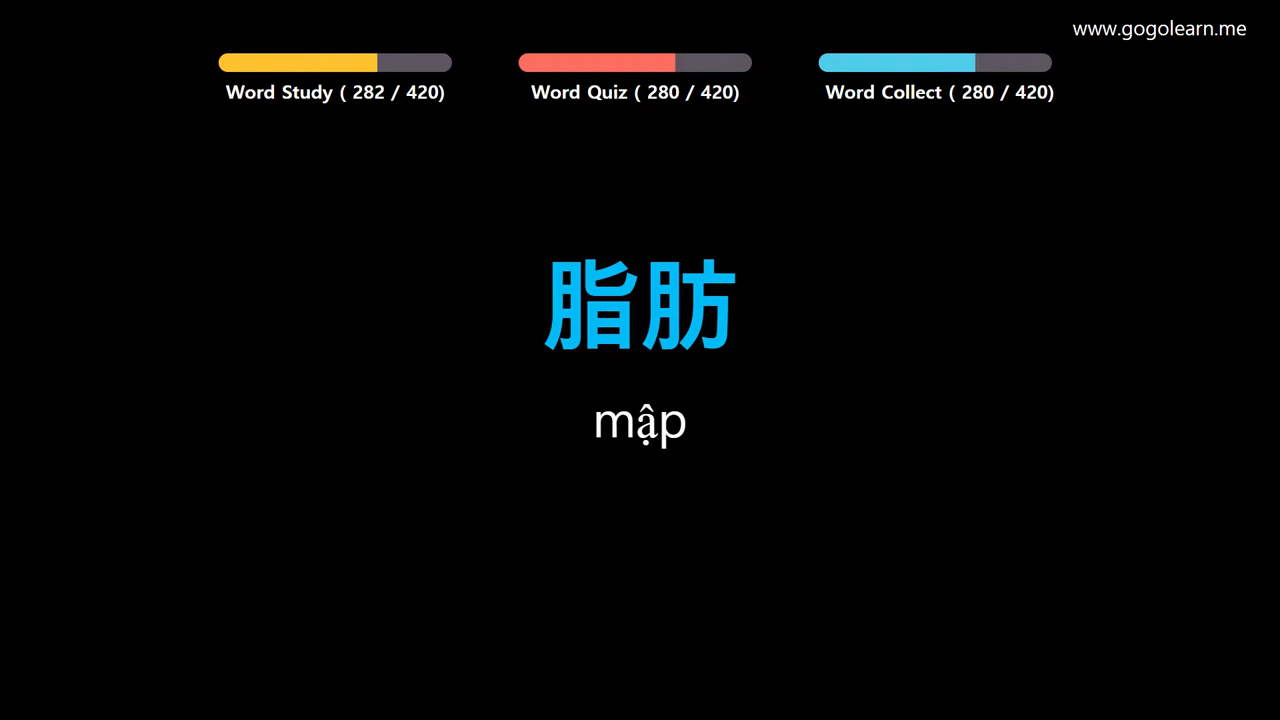 www.gogolearn.me
Word Study ( 282 / 420)
Word Quiz ( 280 / 420)
Word Collect ( 280 / 420)
脂肪
mập